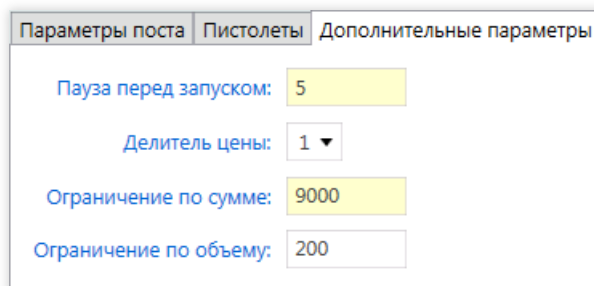 Параметры поста Пистолеты Дополнительные параметры
Пауза перед запуском: 5
Делитель цены: 1
Ограничение по сумме: 9000
Ограничение по объему: 200